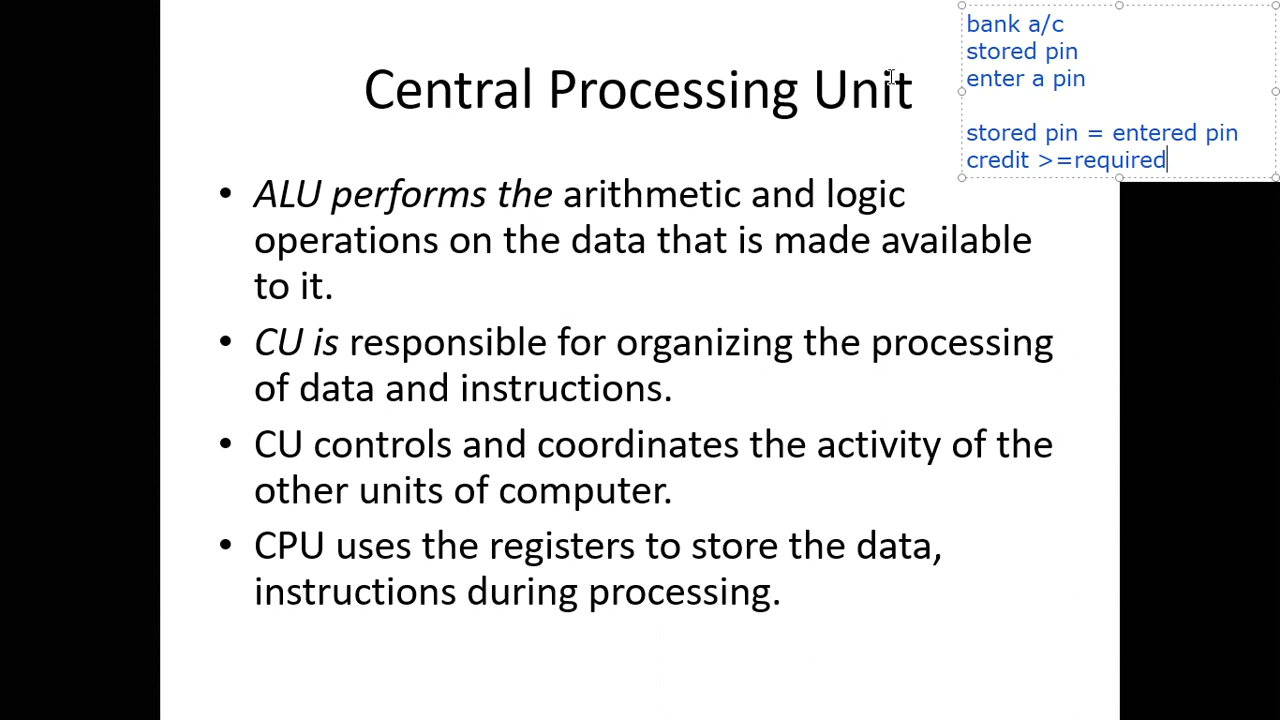 bank a/c
stored pin
enter a pin
stored pin = entered pin
credit >=required
Central Processing Unit
• ALU performs the arithmetic and logic
operations on the data that is made available
to it.
• CU is responsible for organizing the processing
of data and instructions.
• CU controls and coordinates the activity of the
other units of computer.
• CPU uses the registers to store the data,
instructions during processing.